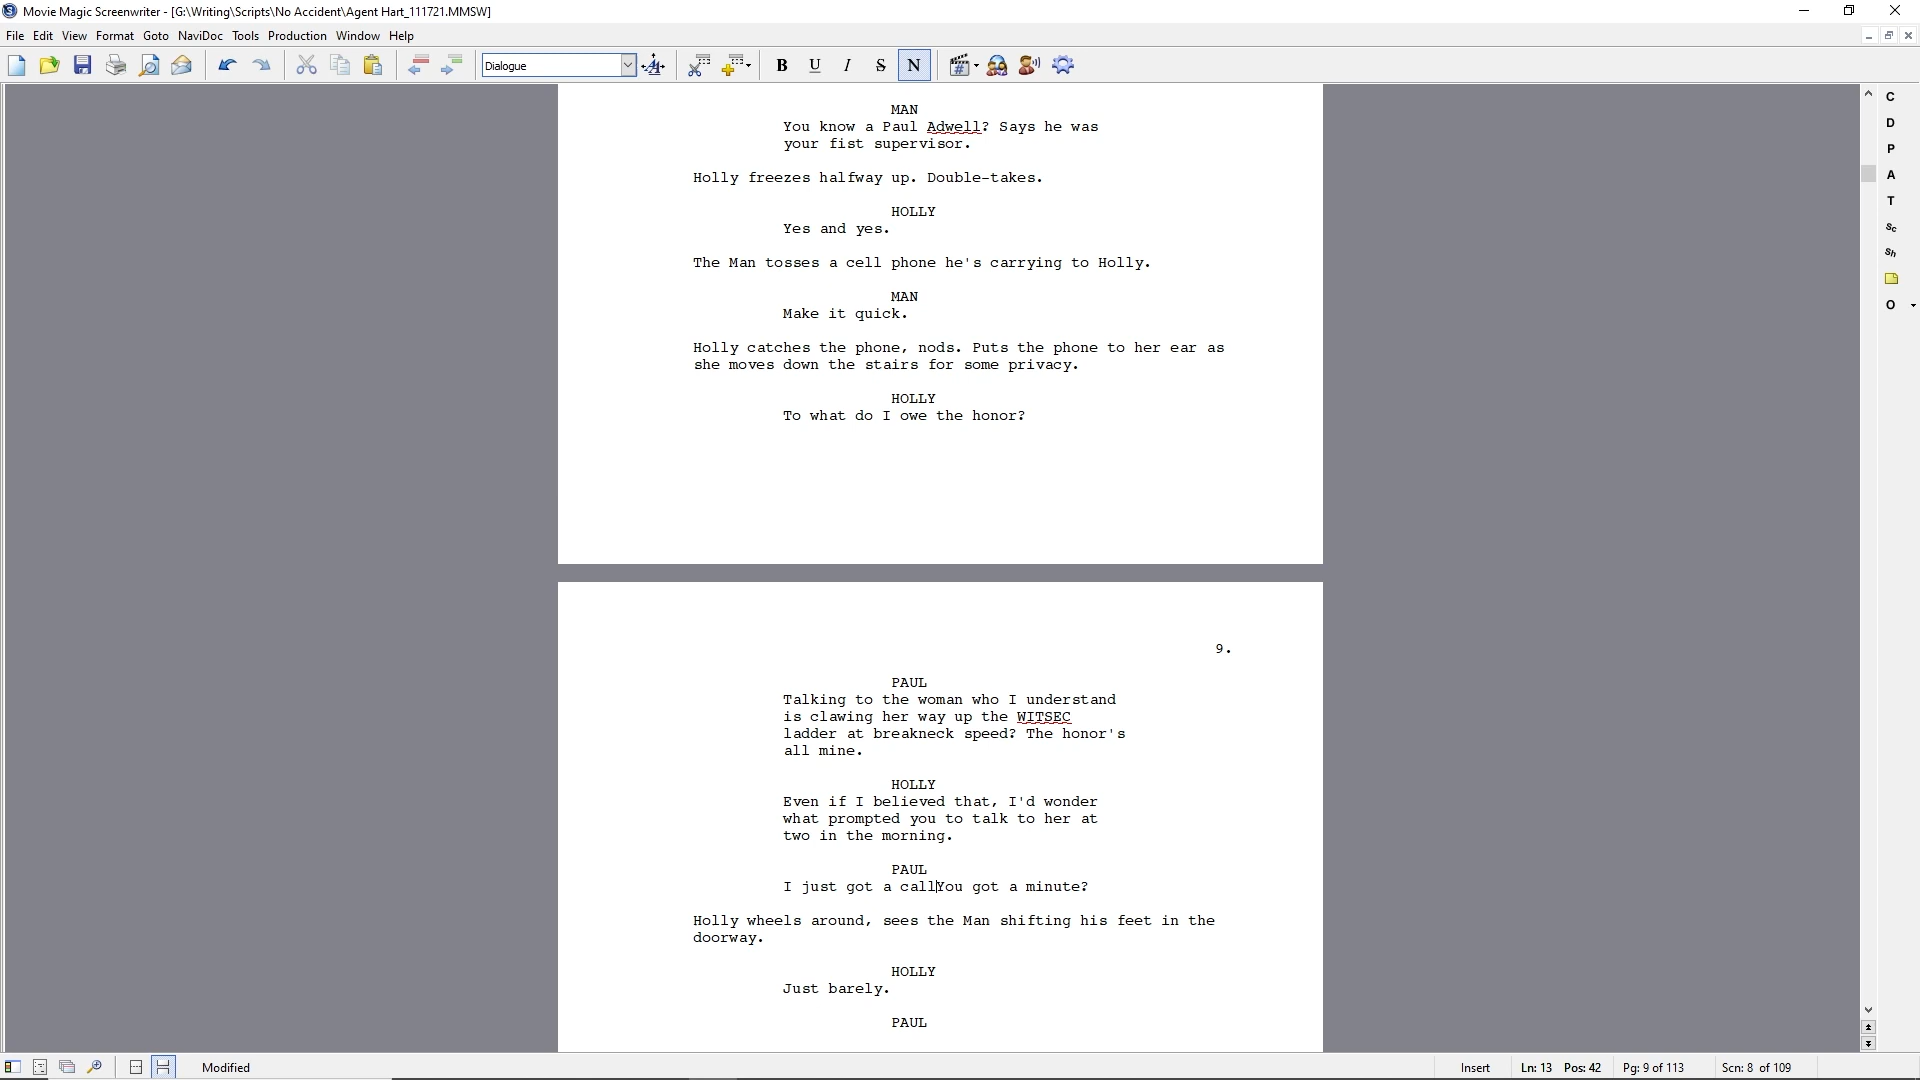 Movie Magic Screenwriter - [G:\Writing\Scripts\No Accident\Agent Hart_111721.MMSW]
File Edit View Format Goto NaviDoc Tools Production Window Help
Dialogue B U I S N
MAN
You know a Paul Adwell? Says he was
your fist supervisor.
Holly freezes halfway up. Double-takes.
HOLLY
Yes and yes.
The Man tosses a cell phone he's carrying to Holly.
MAN
Make it quick.
Holly catches the phone, nods. Puts the phone to her ear as
she moves down the stairs for some privacy.
HOLLY
To what do I owe the honor?
9.
PAUL
Talking to the woman who I understand
is clawing her way up the WITSEC
ladder at breakneck speed? The honor's
all mine.
HOLLY
Even if I believed that, I'd wonder
what prompted you to talk to her at
two in the morning.
PAUL
I just got a callYou got a minute?
Holly wheels around, sees the Man shifting his feet in the
doorway.
HOLLY
Just barely.
PAUL
C
D
P
A
T
Sc
Sh
O
Modified Insert Ln: 13 Pos: 42 Pg: 9 of 113 Scn: 8 of 109